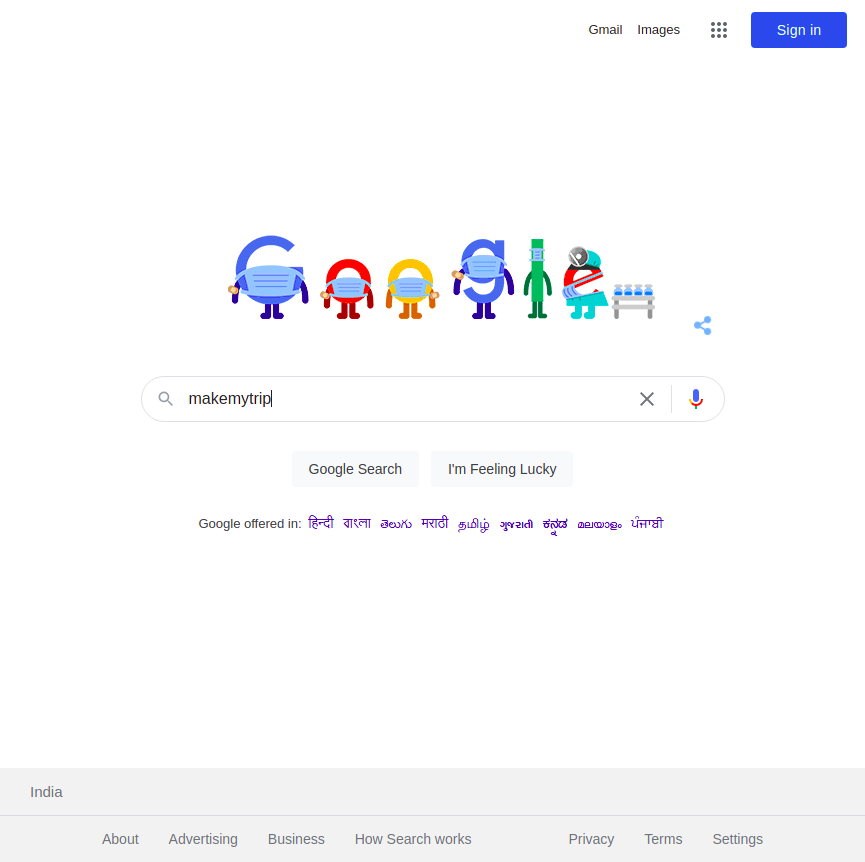 Gmail Images Sign in
Google
makemytrip
Google Search I'm Feeling Lucky
Google offered in: हिन्दी বাংলা తెలుగు मराठी தமிழ் ગુજરાતી ಕನ್ನಡ മലയാളം ਪੰਜਾਬੀ
India
About Advertising Business How Search works Privacy Terms Settings